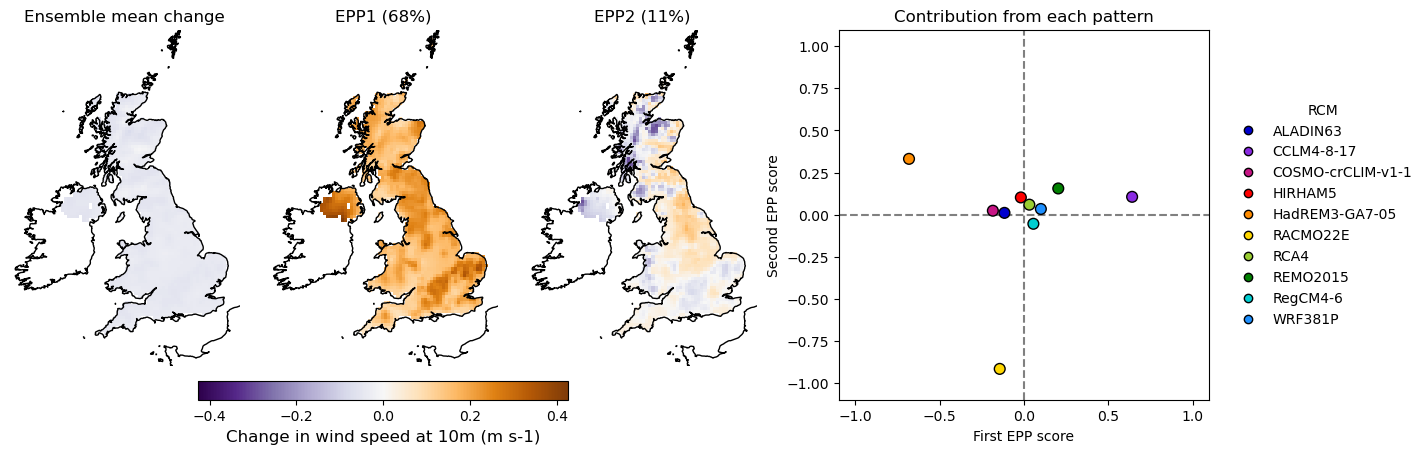 Ensemble mean change
EPP1 (68%)
EPP2 (11%)
Contribution from each pattern
−0.4
−0.2
0.0
0.2
0.4
Change in wind speed at 10m (m s-1)
1.00
0.75
0.50
0.25
0.00
−0.25
−0.50
−0.75
−1.00
Second EPP score
−1.0
−0.5
0.0
0.5
1.0
First EPP score
RCM
ALADIN63
CCLM4-8-17
COSMO-crCLIM-v1-1
HIRHAM5
HadREM3-GA7-05
RACMO22E
RCA4
REMO2015
RegCM4-6
WRF381P